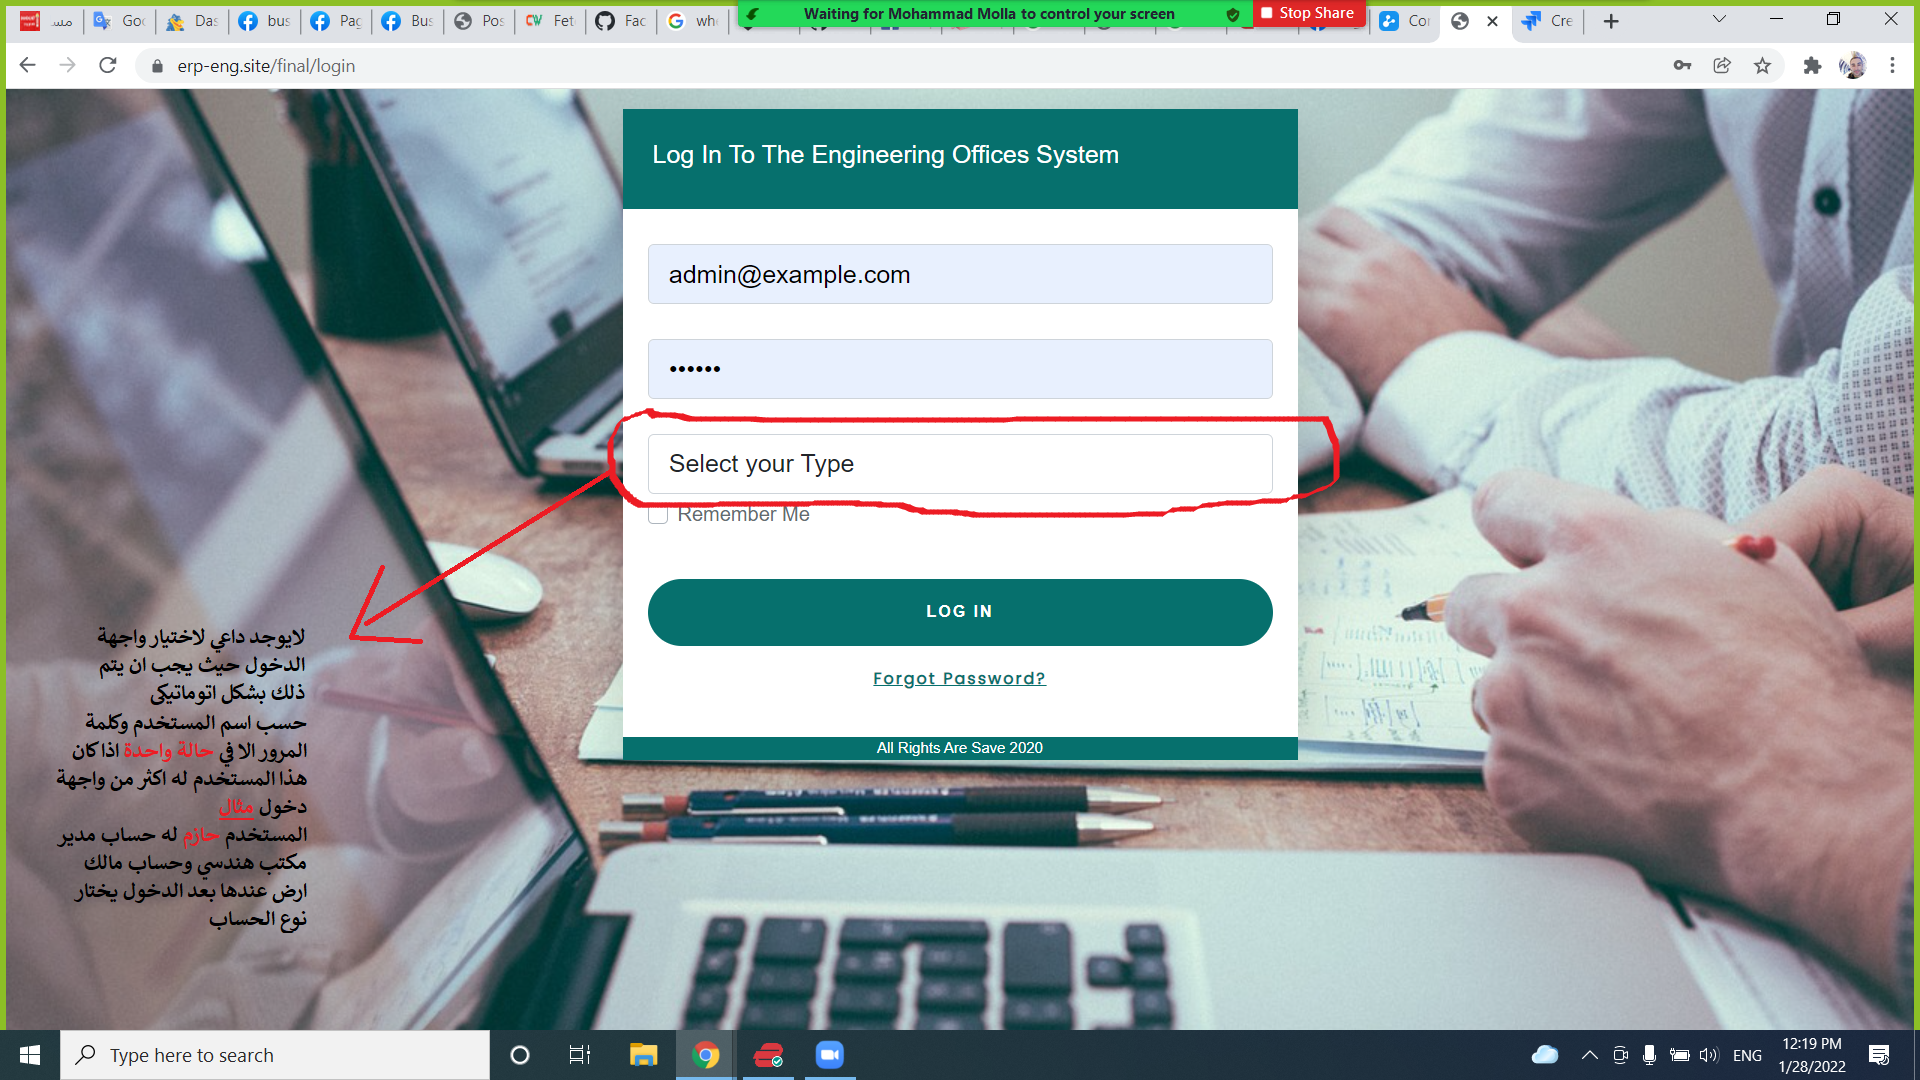 مسـ
Goo
Das
bus
Pag
Bus
Pos
CW
Fet
Fac
who
Waiting for Mohammad Molla to control your screen
Stop Share
Cor
Cre
erp-eng.site/final/login
Log In To The Engineering Offices System
admin@example.com
••••••
Select your Type
Remember Me
LOG IN
Forgot Password?
All Rights Are Save 2020
لايوجد داعي لاختيار واجهة
الدخول حيث يجب ان يتم
ذلك بشكل اتوماتيكى
حسب اسم المستخدم وكلمة
المرور الا في حالة واحدة اذا كان
هذا المستخدم له اكثر من واجهة
دخول مثال
المستخدم حازم له حساب مدير
مكتب هندسي وحساب مالك
ارض عندها بعد الدخول يختار
نوع الحساب
Type here to search
ENG
12:19 PM
1/28/2022